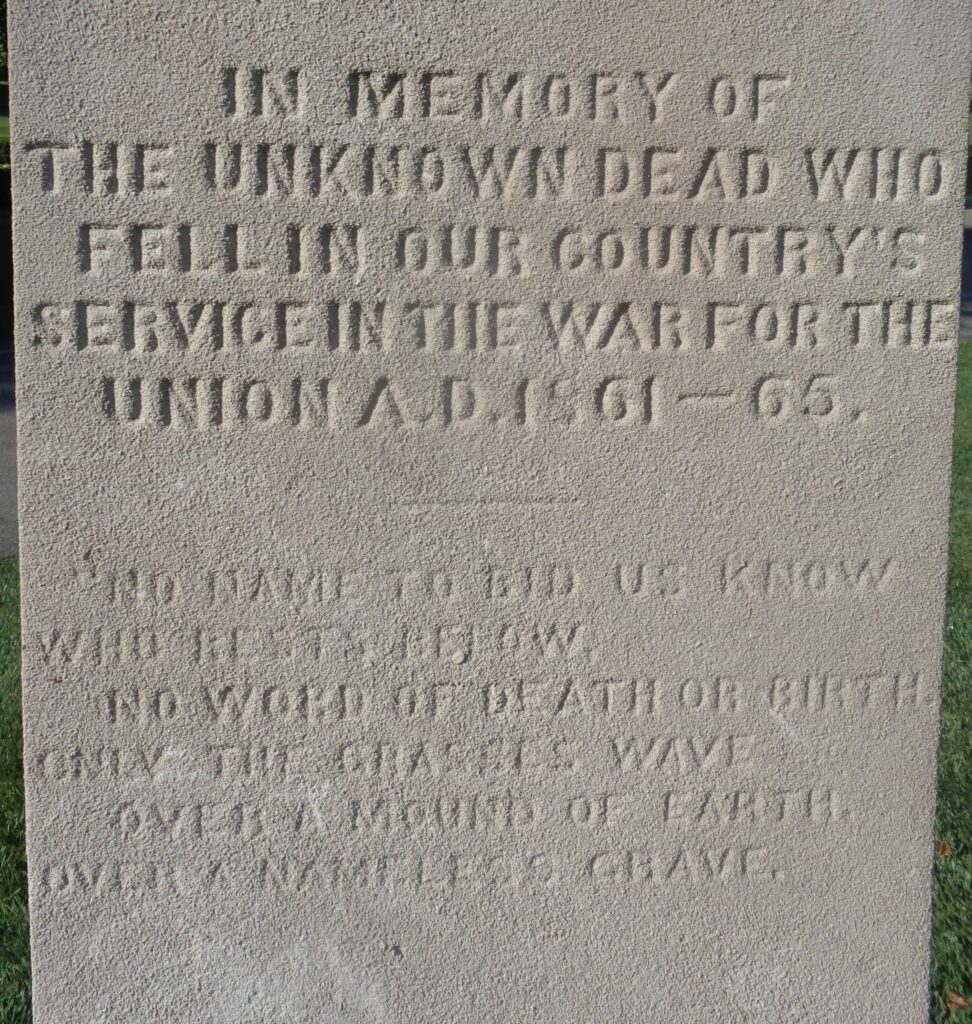 IN MEMORY OF
THE UNKNOWN DEAD WHO
FELL IN OUR COUNTRY'S
SERVICE IN THE WAR FOR THE
UNION A.D. 1861—65.
"NO NAME TO BID US KNOW
WHO RESTS BELOW,
NO WORD OF DEATH OR BIRTH,
ONLY THE GRASSES WAVE
OVER A MOUND OF EARTH,
OVER A NAMELESS GRAVE.